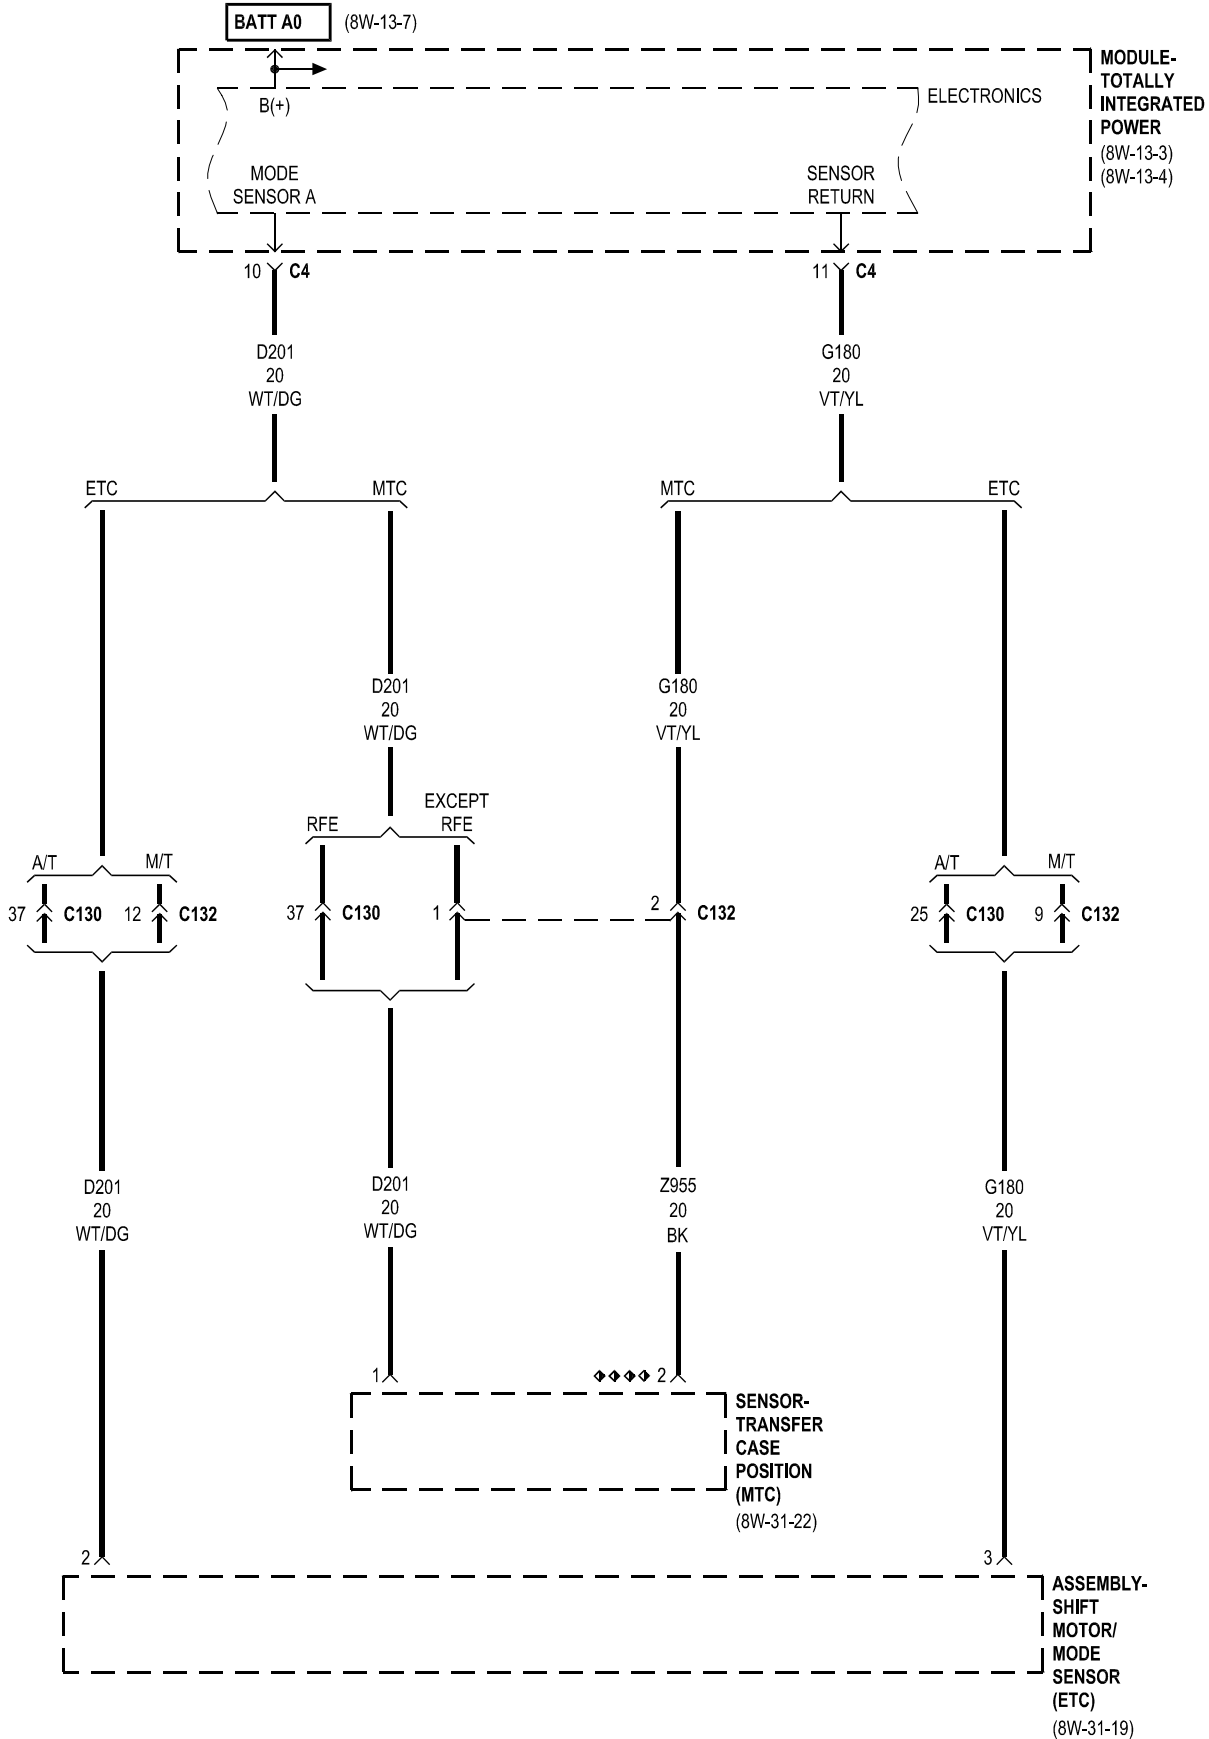 BATT A0 (8W-13-7)
MODULE-
TOTALLY
INTEGRATED
POWER
(8W-13-3)
(8W-13-4)
B(+)
ELECTRONICS
MODE
SENSOR A
SENSOR
RETURN
10 C4
11 C4
D201
20
WT/DG
G180
20
VT/YL
ETC
MTC
MTC
ETC
D201
20
WT/DG
G180
20
VT/YL
RFE
EXCEPT
RFE
A/T
M/T
A/T
M/T
37 C130
12 C132
37 C130
1
2 C132
25 C130
9 C132
D201
20
WT/DG
D201
20
WT/DG
Z955
20
BK
G180
20
VT/YL
1
2
SENSOR-
TRANSFER
CASE
POSITION
(MTC)
(8W-31-22)
2
3
ASSEMBLY-
SHIFT
MOTOR/
MODE
SENSOR
(ETC)
(8W-31-19)